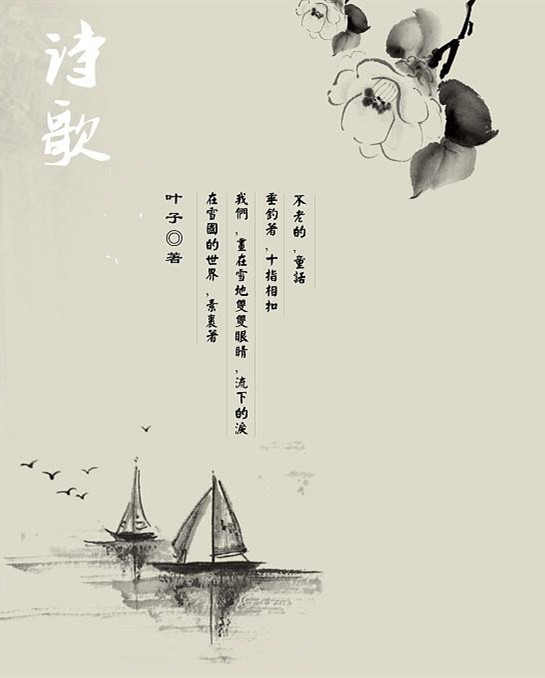 诗歌
不老的，童話
垂釣著，十指相扣
我們，畫在雪地雙雙眼睛，流下的淚
在雪國的世界，素裹著
叶子◎著